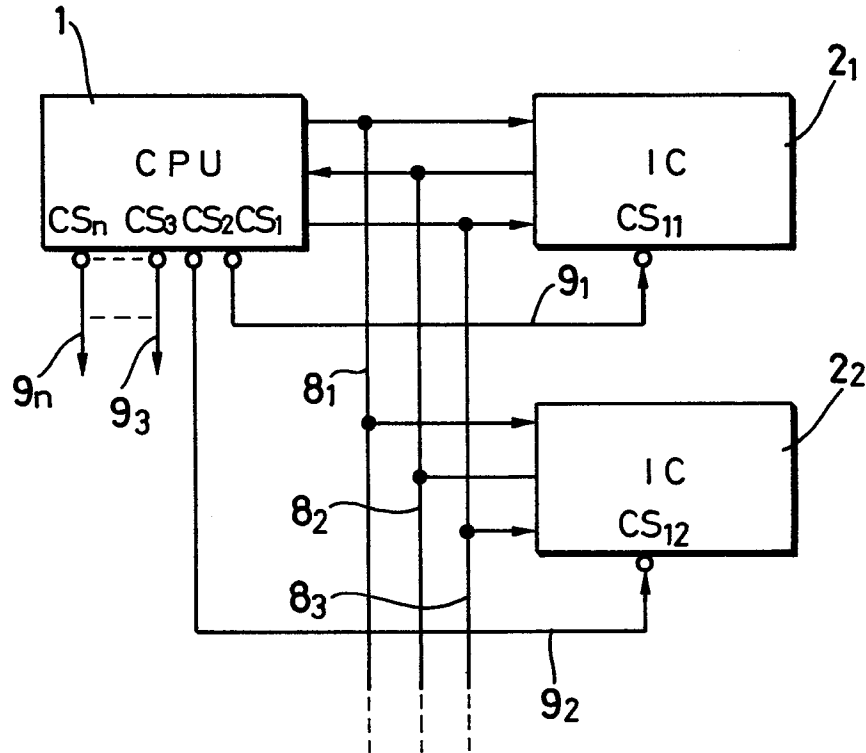 1
2₁
CPU
IC
CSₙ CS₃ CS₂ CS₁
CS₁₁
9₁
9ₙ
9₃
8₁
2₂
IC
8₂
CS₁₂
8₃
9₂